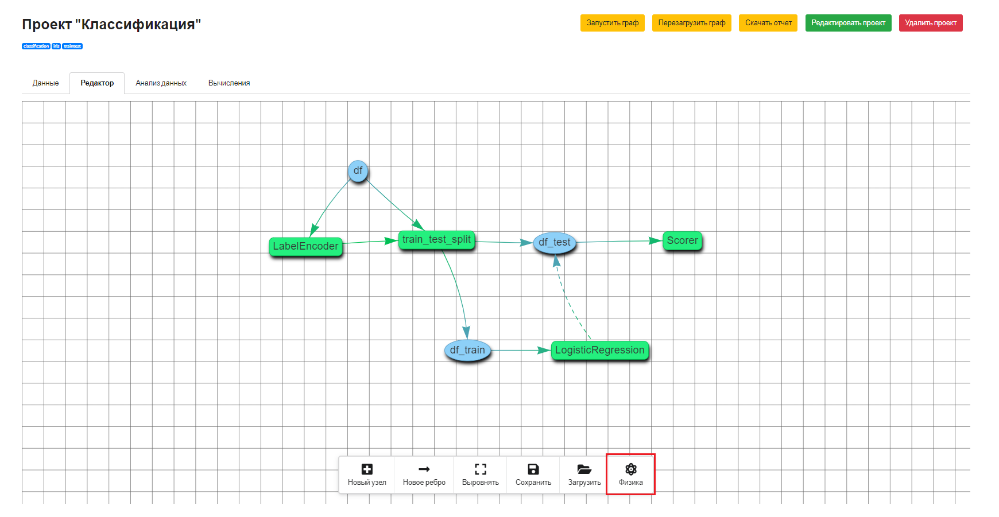 Проект "Классификация"
Запустить граф
Перезагрузить граф
Скачать отчет
Редактировать проект
Удалить проект
classification iris traintest
Данные
Редактор
Анализ данных
Вычисления
df
LabelEncoder
train_test_split
df_test
Scorer
df_train
LogisticRegression
Новый узел
Новое ребро
Выровнять
Сохранить
Загрузить
Физика